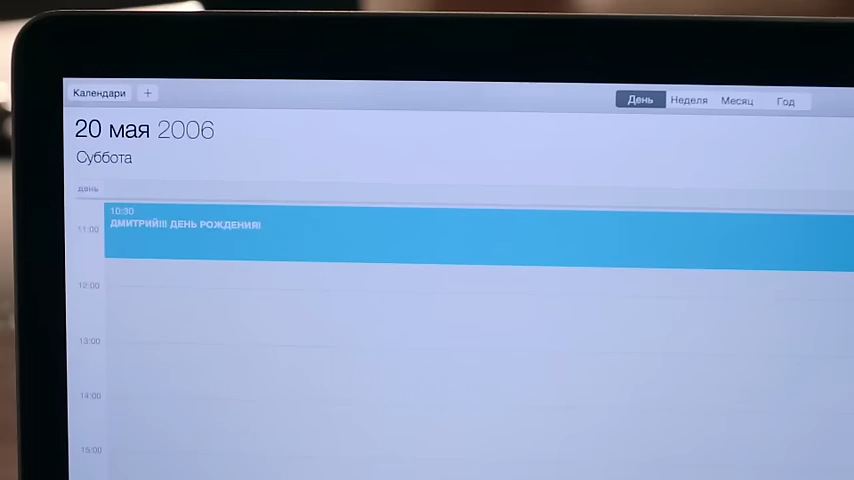 Календари +
День Неделя Месяц Год
20 мая 2006
Суббота
день
10:30
ДМИТРИЙ!!! ДЕНЬ РОЖДЕНИЯ!
11:00
12:00
13:00
14:00
15:00